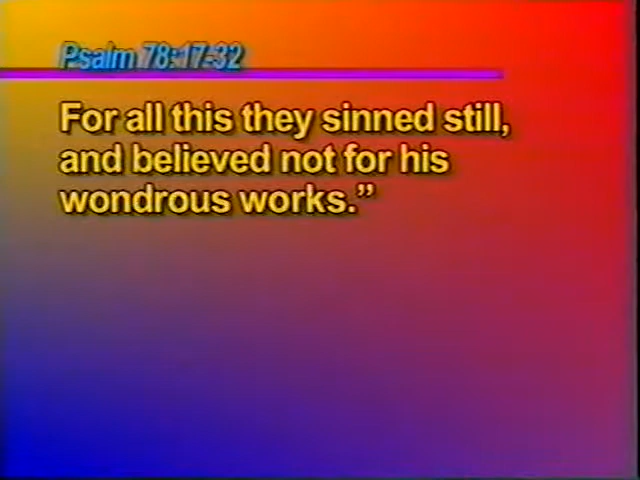 Psalm 78:17-32
For all this they sinned still,
and believed not for his
wondrous works.”